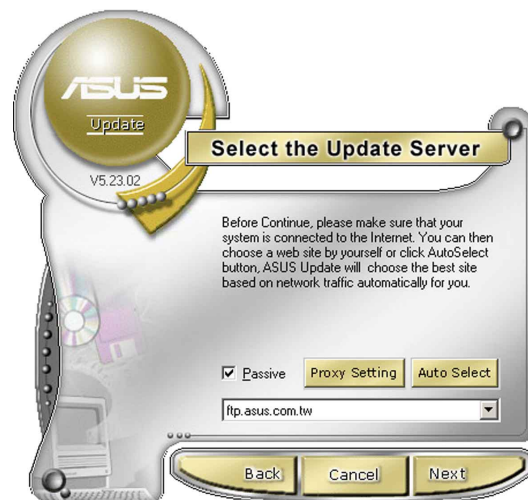 ASUS
Update
V5.23.02
Select the Update Server
Before Continue, please make sure that your
system is connected to the Internet. You can then
choose a web site by yourself or click AutoSelect
button, ASUS Update will choose the best site
based on network traffic automatically for you.
Passive
Proxy Setting
Auto Select
ftp.asus.com.tw
Back
Cancel
Next